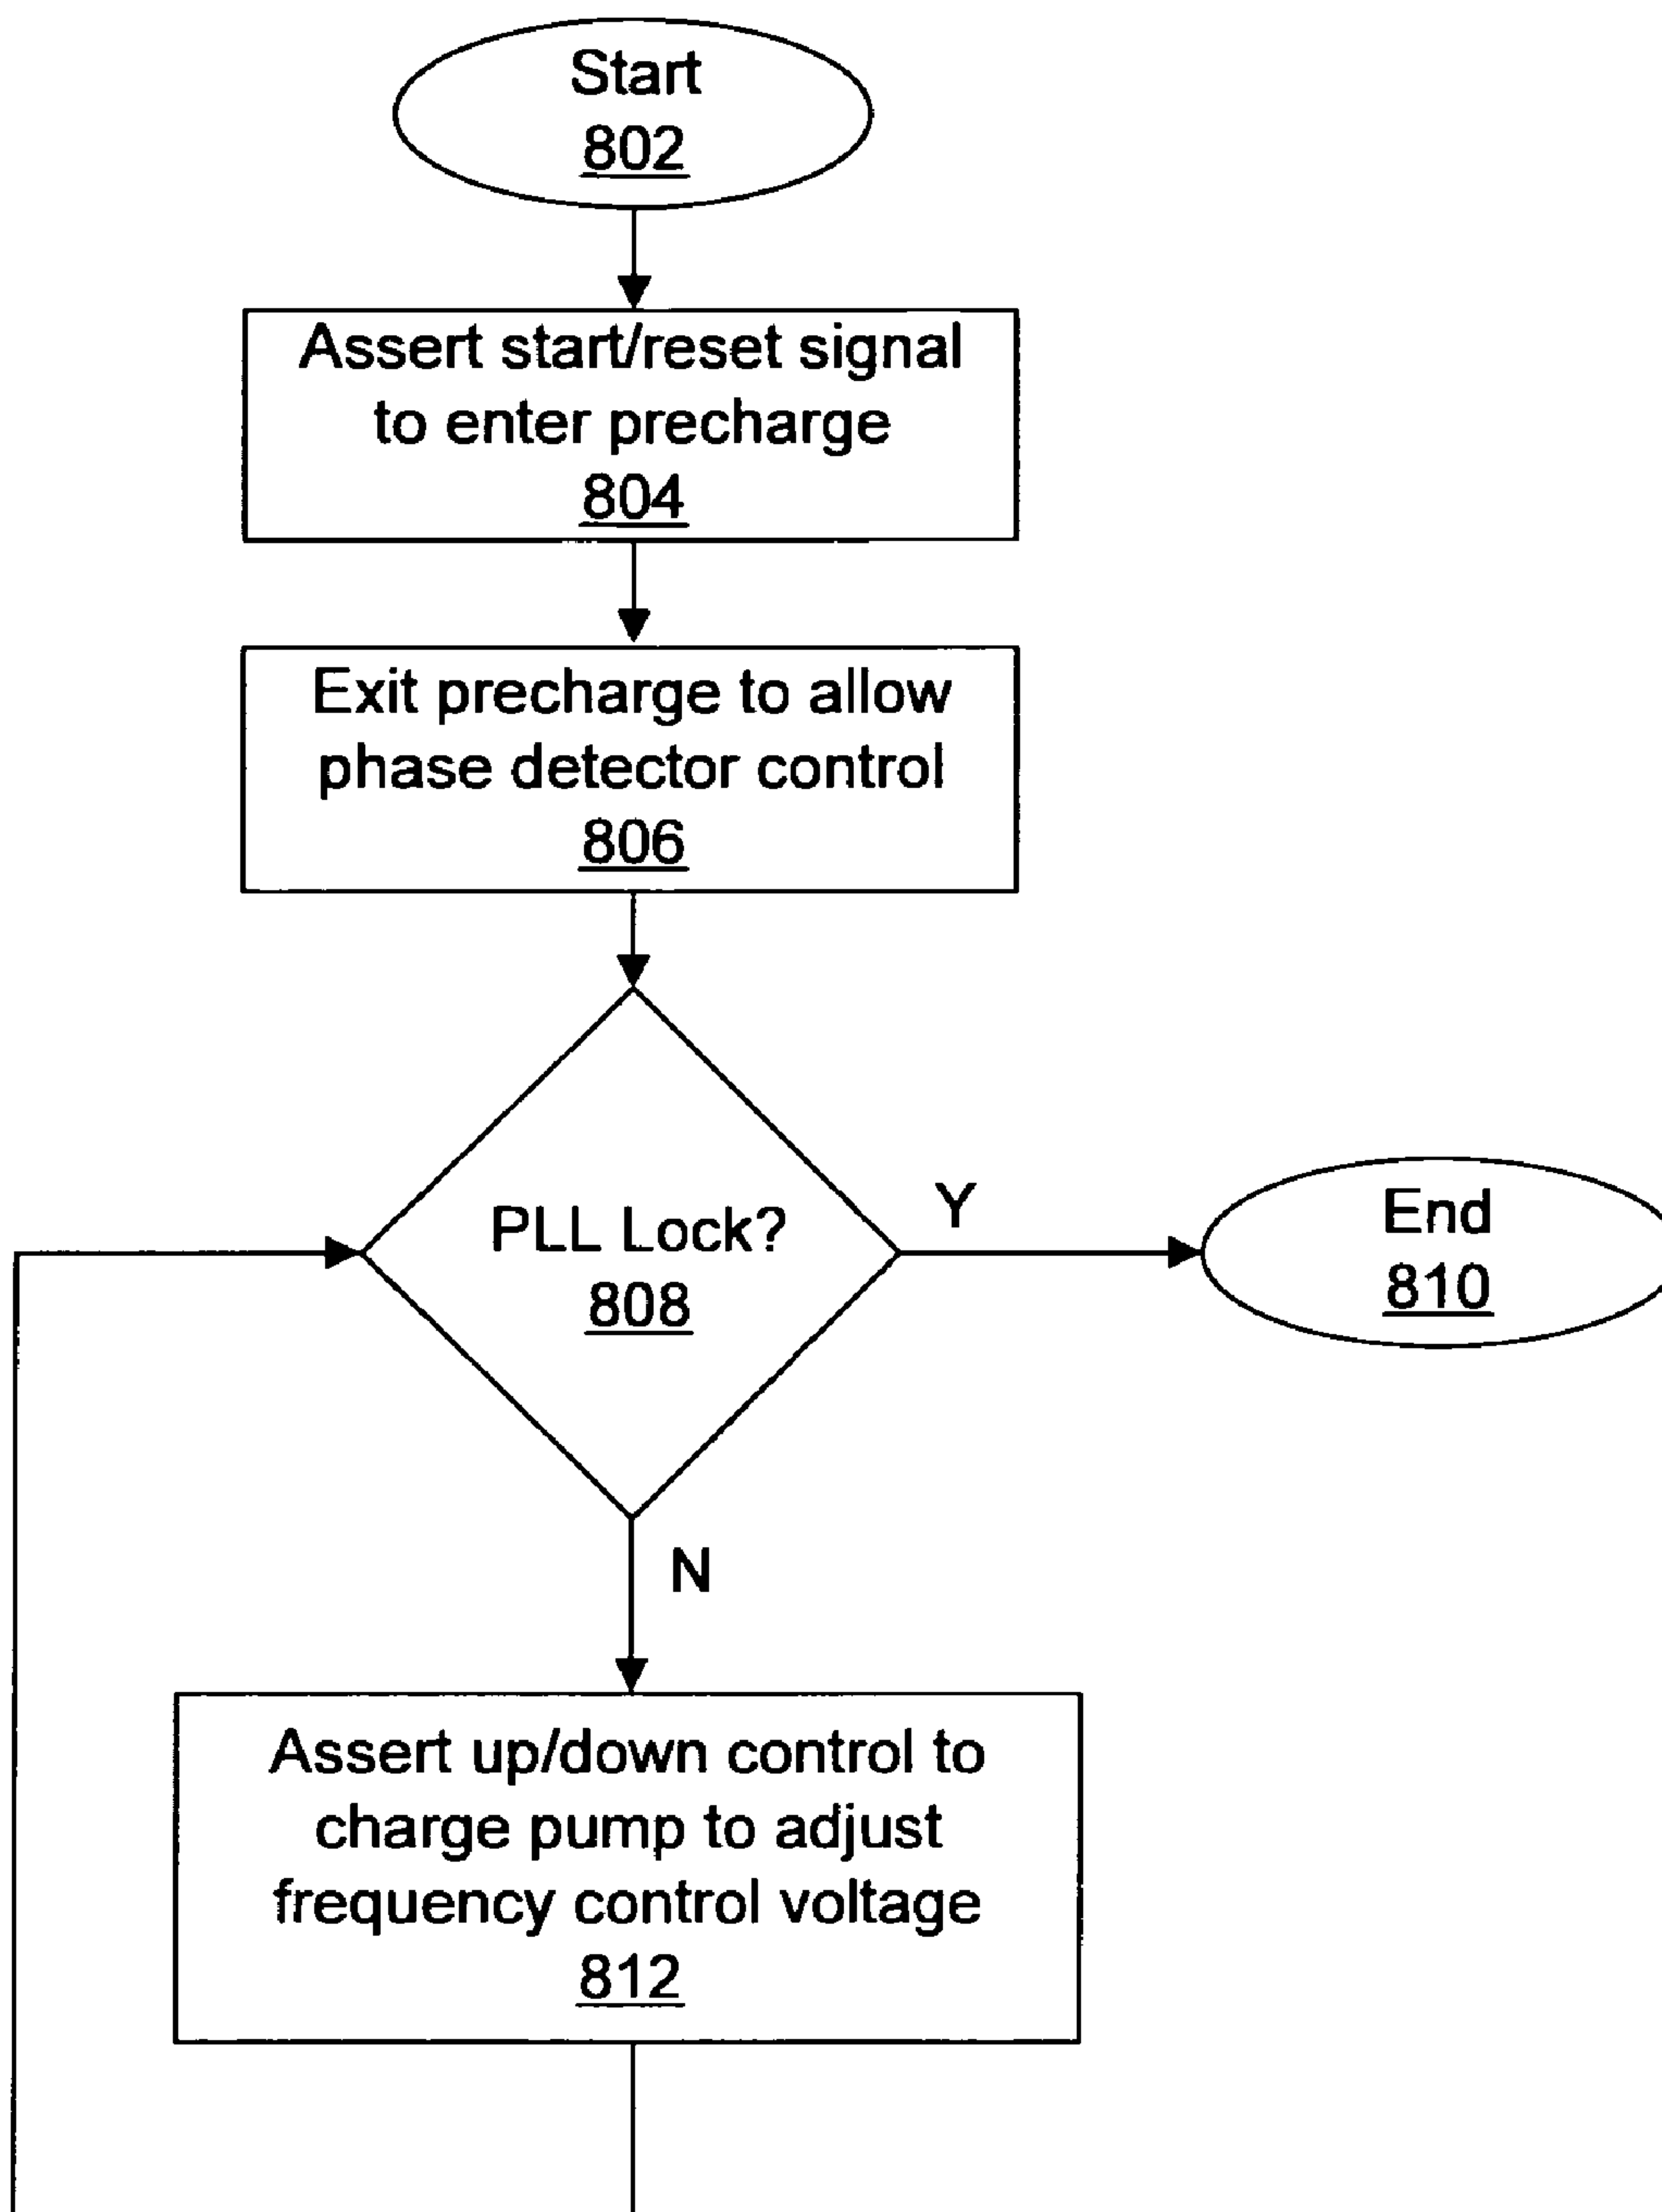 Start
802
Assert start/reset signal
to enter precharge
804
Exit precharge to allow
phase detector control
806
PLL Lock?
808
Y
End
810
N
Assert up/down control to
charge pump to adjust
frequency control voltage
812